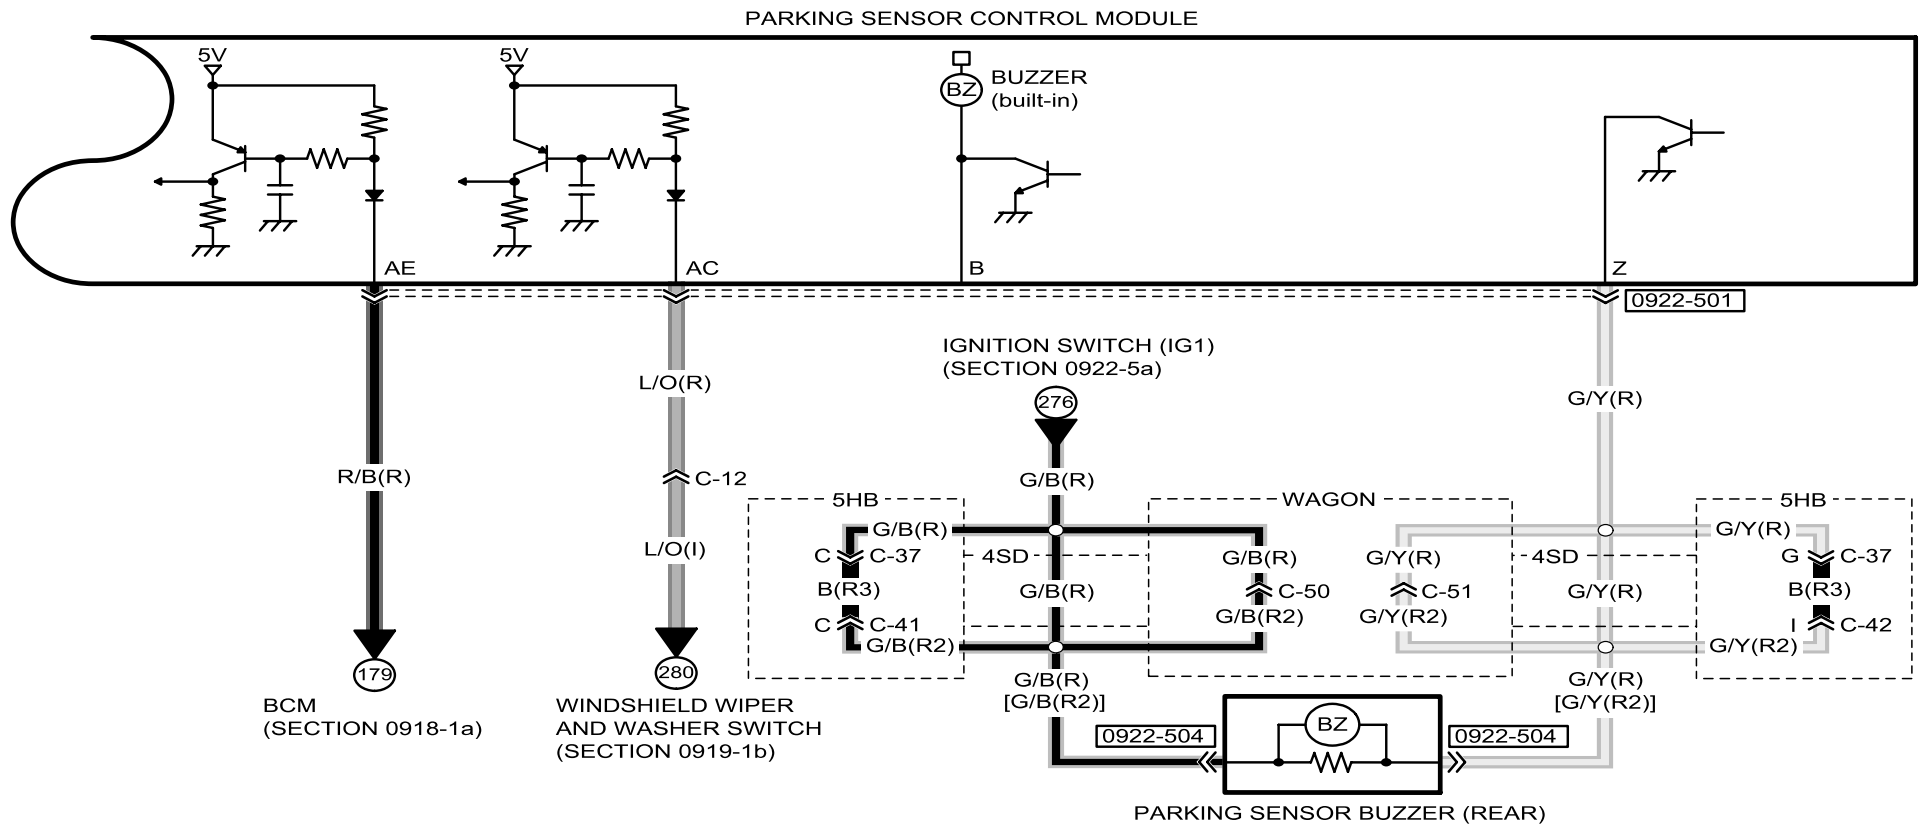 PARKING SENSOR CONTROL MODULE
5V
5V
BZ
BUZZER
(built-in)
AE
AC
B
Z
0922-501
IGNITION SWITCH (IG1)
(SECTION 0922-5a)
276
L/O(R)
G/Y(R)
R/B(R)
C-12
G/B(R)
5HB
WAGON
5HB
G/B(R)
G/Y(R)
C
C-37
4SD
G/B(R)
G/Y(R)
4SD
G
C-37
L/O(I)
B(R3)
G/B(R)
C-50
C-51
G/Y(R)
B(R3)
G/B(R2)
G/Y(R2)
C
C-41
I
C-42
G/B(R2)
G/Y(R2)
179
280
G/B(R)
[G/B(R2)]
G/Y(R)
[G/Y(R2)]
BCM
(SECTION 0918-1a)
WINDSHIELD WIPER
AND WASHER SWITCH
(SECTION 0919-1b)
0922-504
BZ
0922-504
PARKING SENSOR BUZZER (REAR)